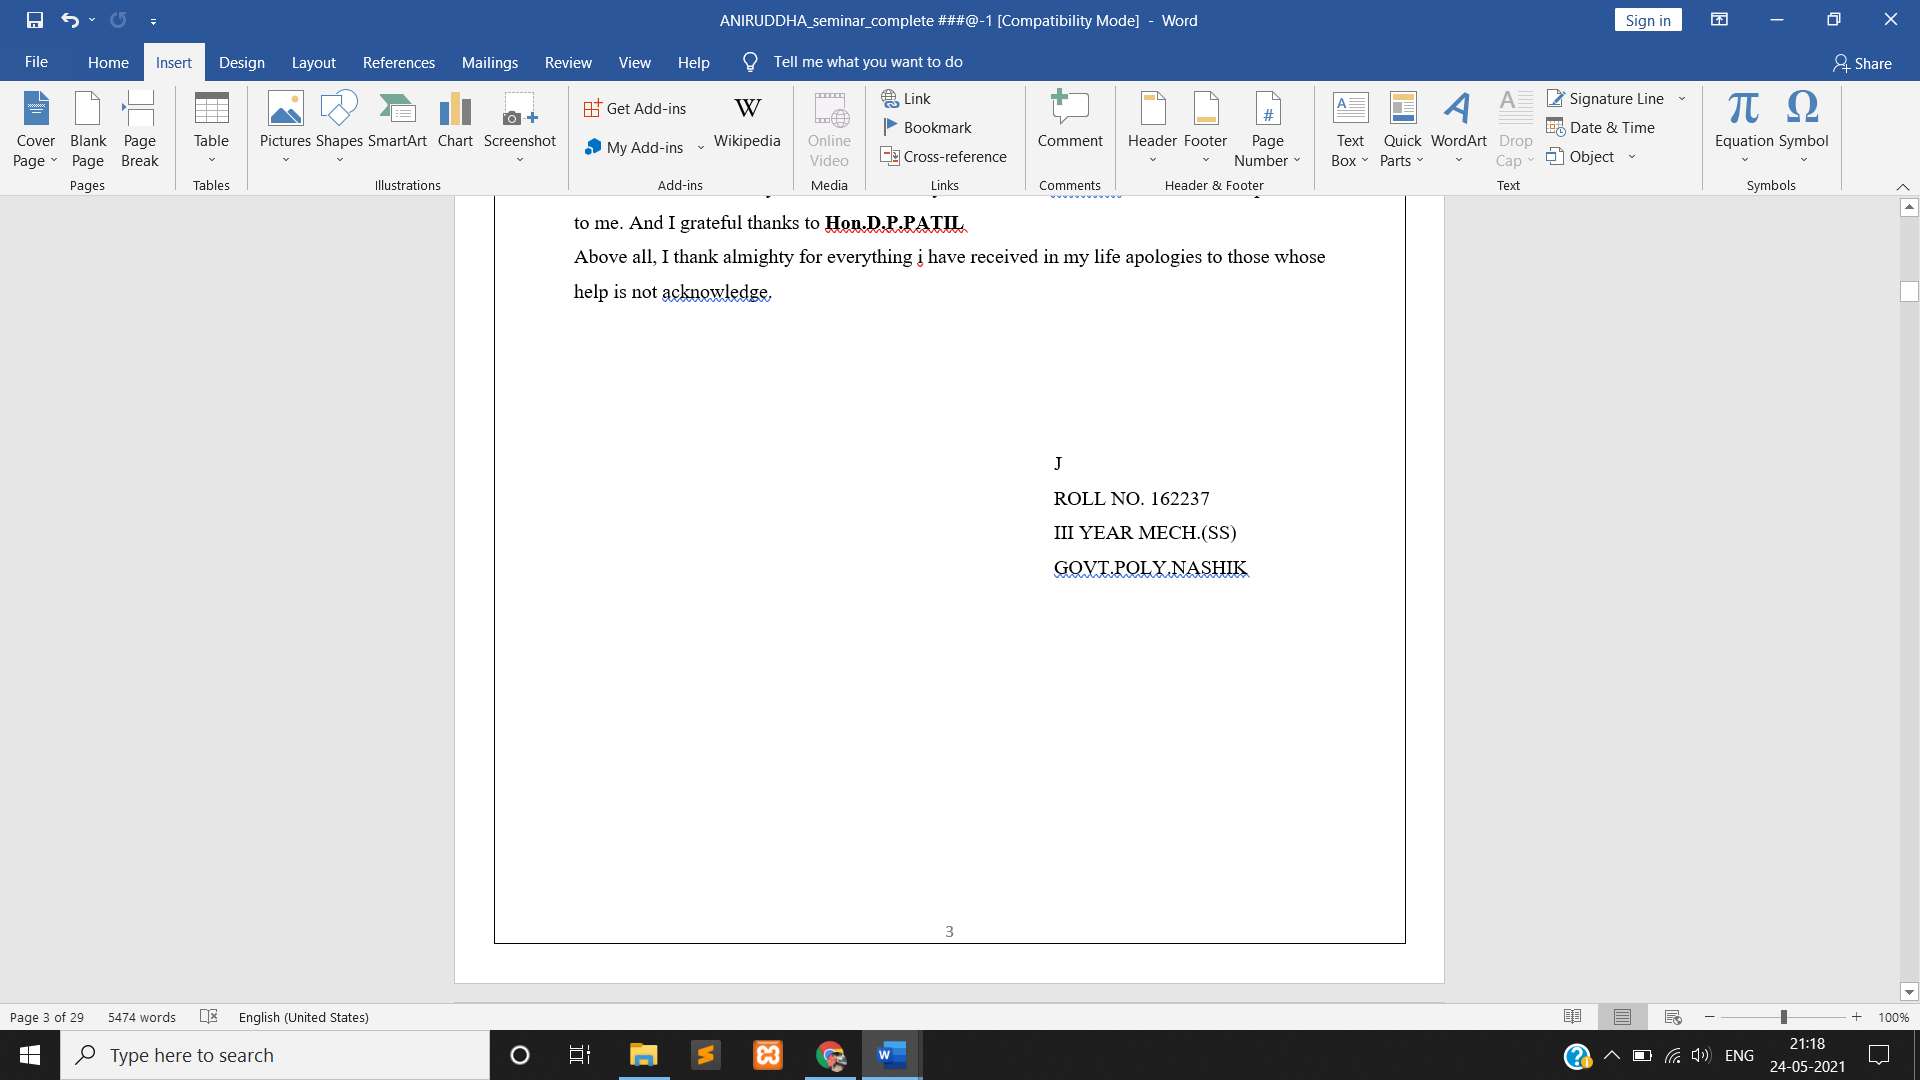 ANIRUDDHA_seminar_complete ###@-1 [Compatibility Mode] - Word
Sign in
File
Home
Insert
Design
Layout
References
Mailings
Review
View
Help
Tell me what you want to do
Share
Cover Page
Blank Page
Page Break
Pages
Table
Tables
Pictures
Shapes
SmartArt
Chart
Screenshot
Illustrations
Get Add-ins
My Add-ins
W
Wikipedia
Add-ins
Online Video
Media
Link
Bookmark
Cross-reference
Links
Comment
Comments
Header
Footer
Page Number
Header & Footer
Text Box
Quick Parts
WordArt
Drop Cap
Signature Line
Date & Time
Object
Text
Equation
Symbol
Symbols
to me. And I grateful thanks to Hon.D.P.PATIL
Above all, I thank almighty for everything i have received in my life apologies to those whose
help is not acknowledge.
J
ROLL NO. 162237
III YEAR MECH.(SS)
GOVT.POLY.NASHIK
3
Page 3 of 29
5474 words
English (United States)
100%
Type here to search
ENG
21:18
24-05-2021